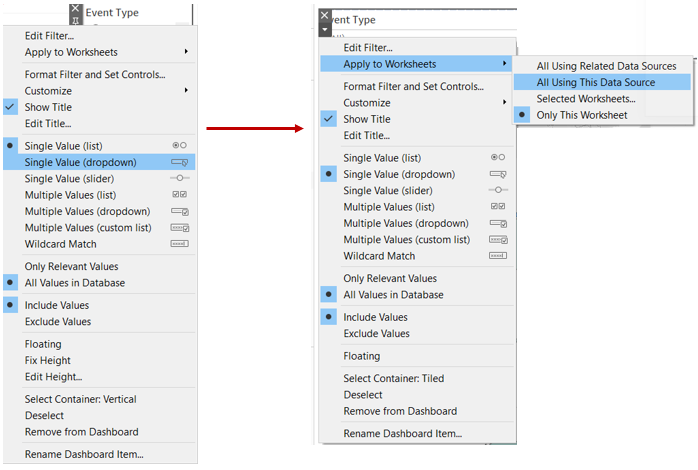 Event Type
Edit Filter...
Apply to Worksheets
Format Filter and Set Controls...
Customize
Show Title
Edit Title...
Single Value (list)
Single Value (dropdown)
Single Value (slider)
Multiple Values (list)
Multiple Values (dropdown)
Multiple Values (custom list)
Wildcard Match
Only Relevant Values
All Values in Database
Include Values
Exclude Values
Floating
Fix Height
Edit Height...
Select Container: Vertical
Deselect
Remove from Dashboard
Rename Dashboard Item...
Event Type
Edit Filter...
Apply to Worksheets
Format Filter and Set Controls...
Customize
Show Title
Edit Title...
Single Value (list)
Single Value (dropdown)
Single Value (slider)
Multiple Values (list)
Multiple Values (dropdown)
Multiple Values (custom list)
Wildcard Match
Only Relevant Values
All Values in Database
Include Values
Exclude Values
Floating
Select Container: Tiled
Deselect
Remove from Dashboard
Rename Dashboard Item...
All Using Related Data Sources
All Using This Data Source
Selected Worksheets...
Only This Worksheet